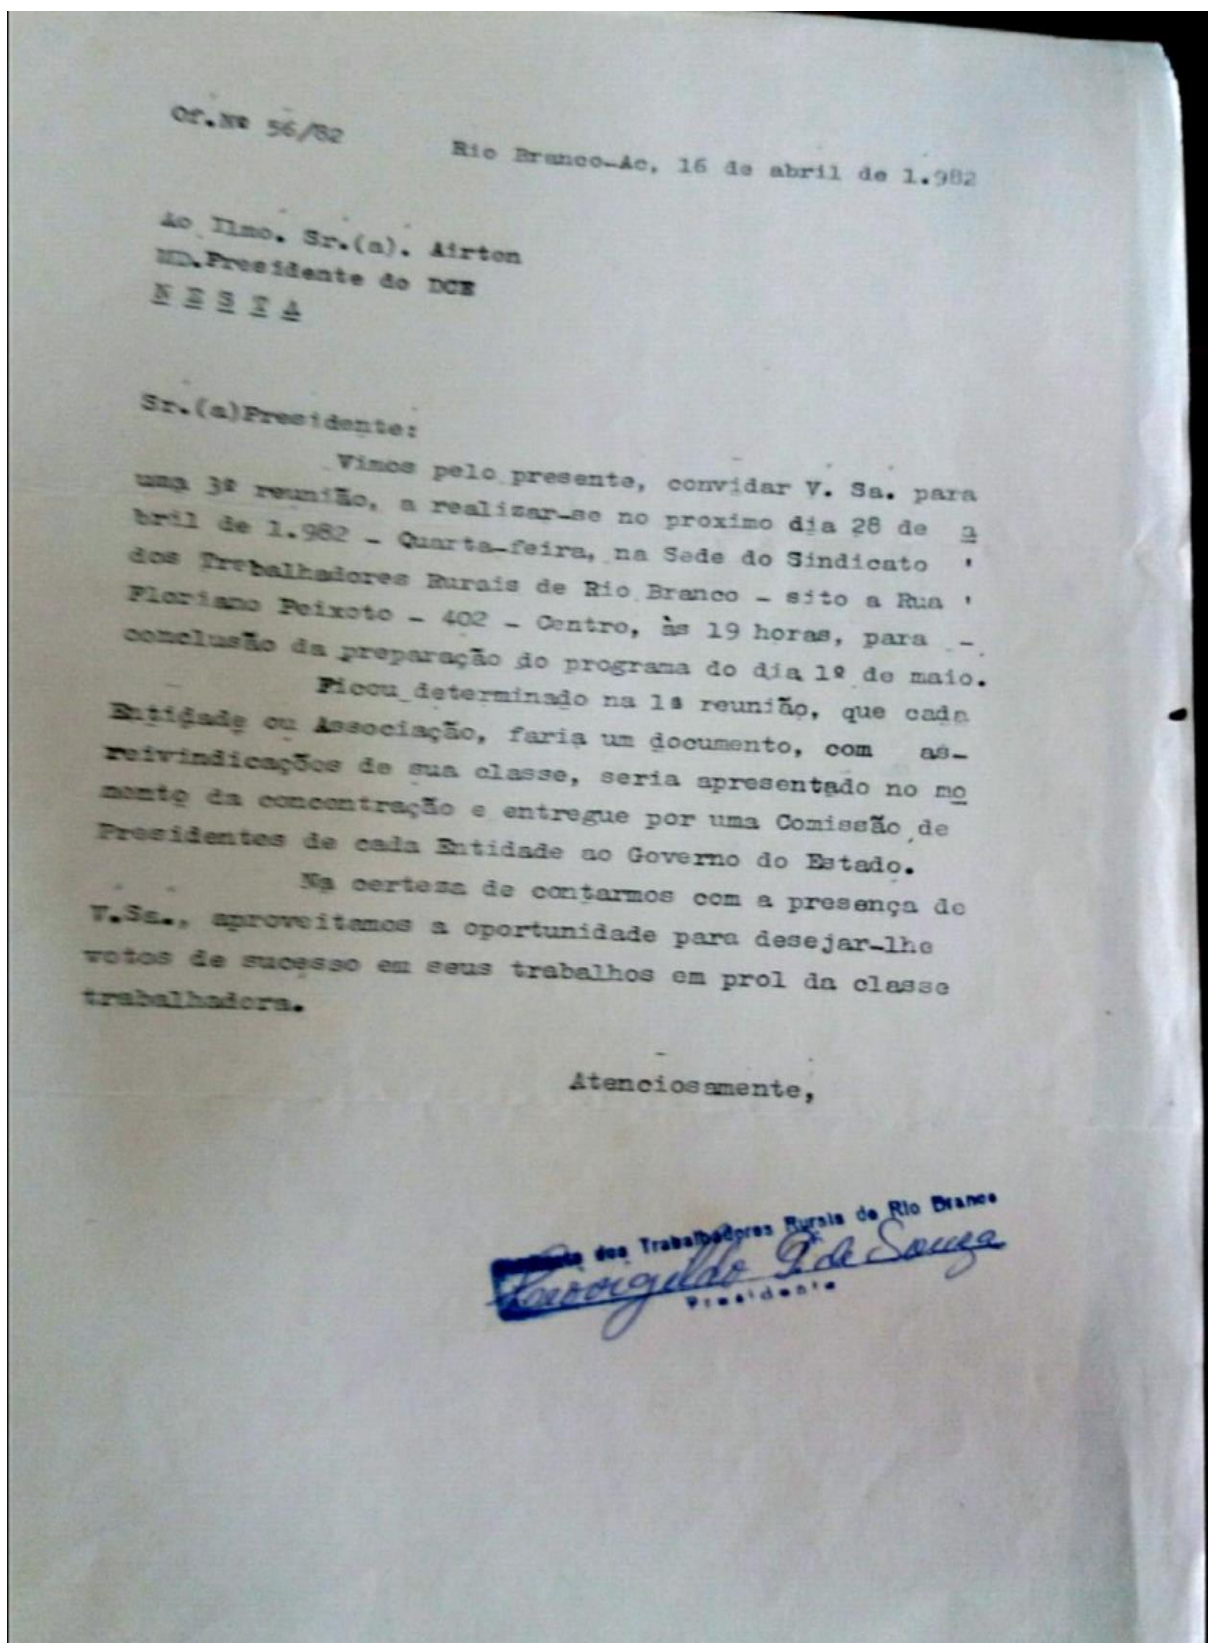 Of.Nº 56/82
Rio Branco-Ac, 16 de abril de 1.982
Ao Ilmo. Sr.(a). Airton
MD.Presidente do DCE
N E S T A
Sr.(a)Presidente:
Vimos pelo presente, convidar V. Sa. para
uma 3ª reunião, a realizar-se no proximo dia 28 de a
bril de 1.982 - Quarta-feira, na Sede do Sindicato '
dos Trabalhadores Rurais de Rio Branco - sito a Rua '
Floriano Peixoto - 402 - Centro, às 19 horas, para -
conclusão da preparação do programa do dia 1º de maio.
Ficou determinado na 1ª reunião, que cada
Entidade ou Associação, faria um documento, com as-
reivindicações de sua classe, seria apresentado no mo
mento da concentração e entregue por uma Comissão de
Presidentes de cada Entidade ao Governo do Estado.
Na certeza de contarmos com a presença de
V.Sa., aproveitamos a oportunidade para desejar-lhe
votos de sucesso em seus trabalhos em prol da classe
trabalhadora.
Atenciosamente,
dos Trabalhadores Rurais de Rio Branco
de Souza
Presidente